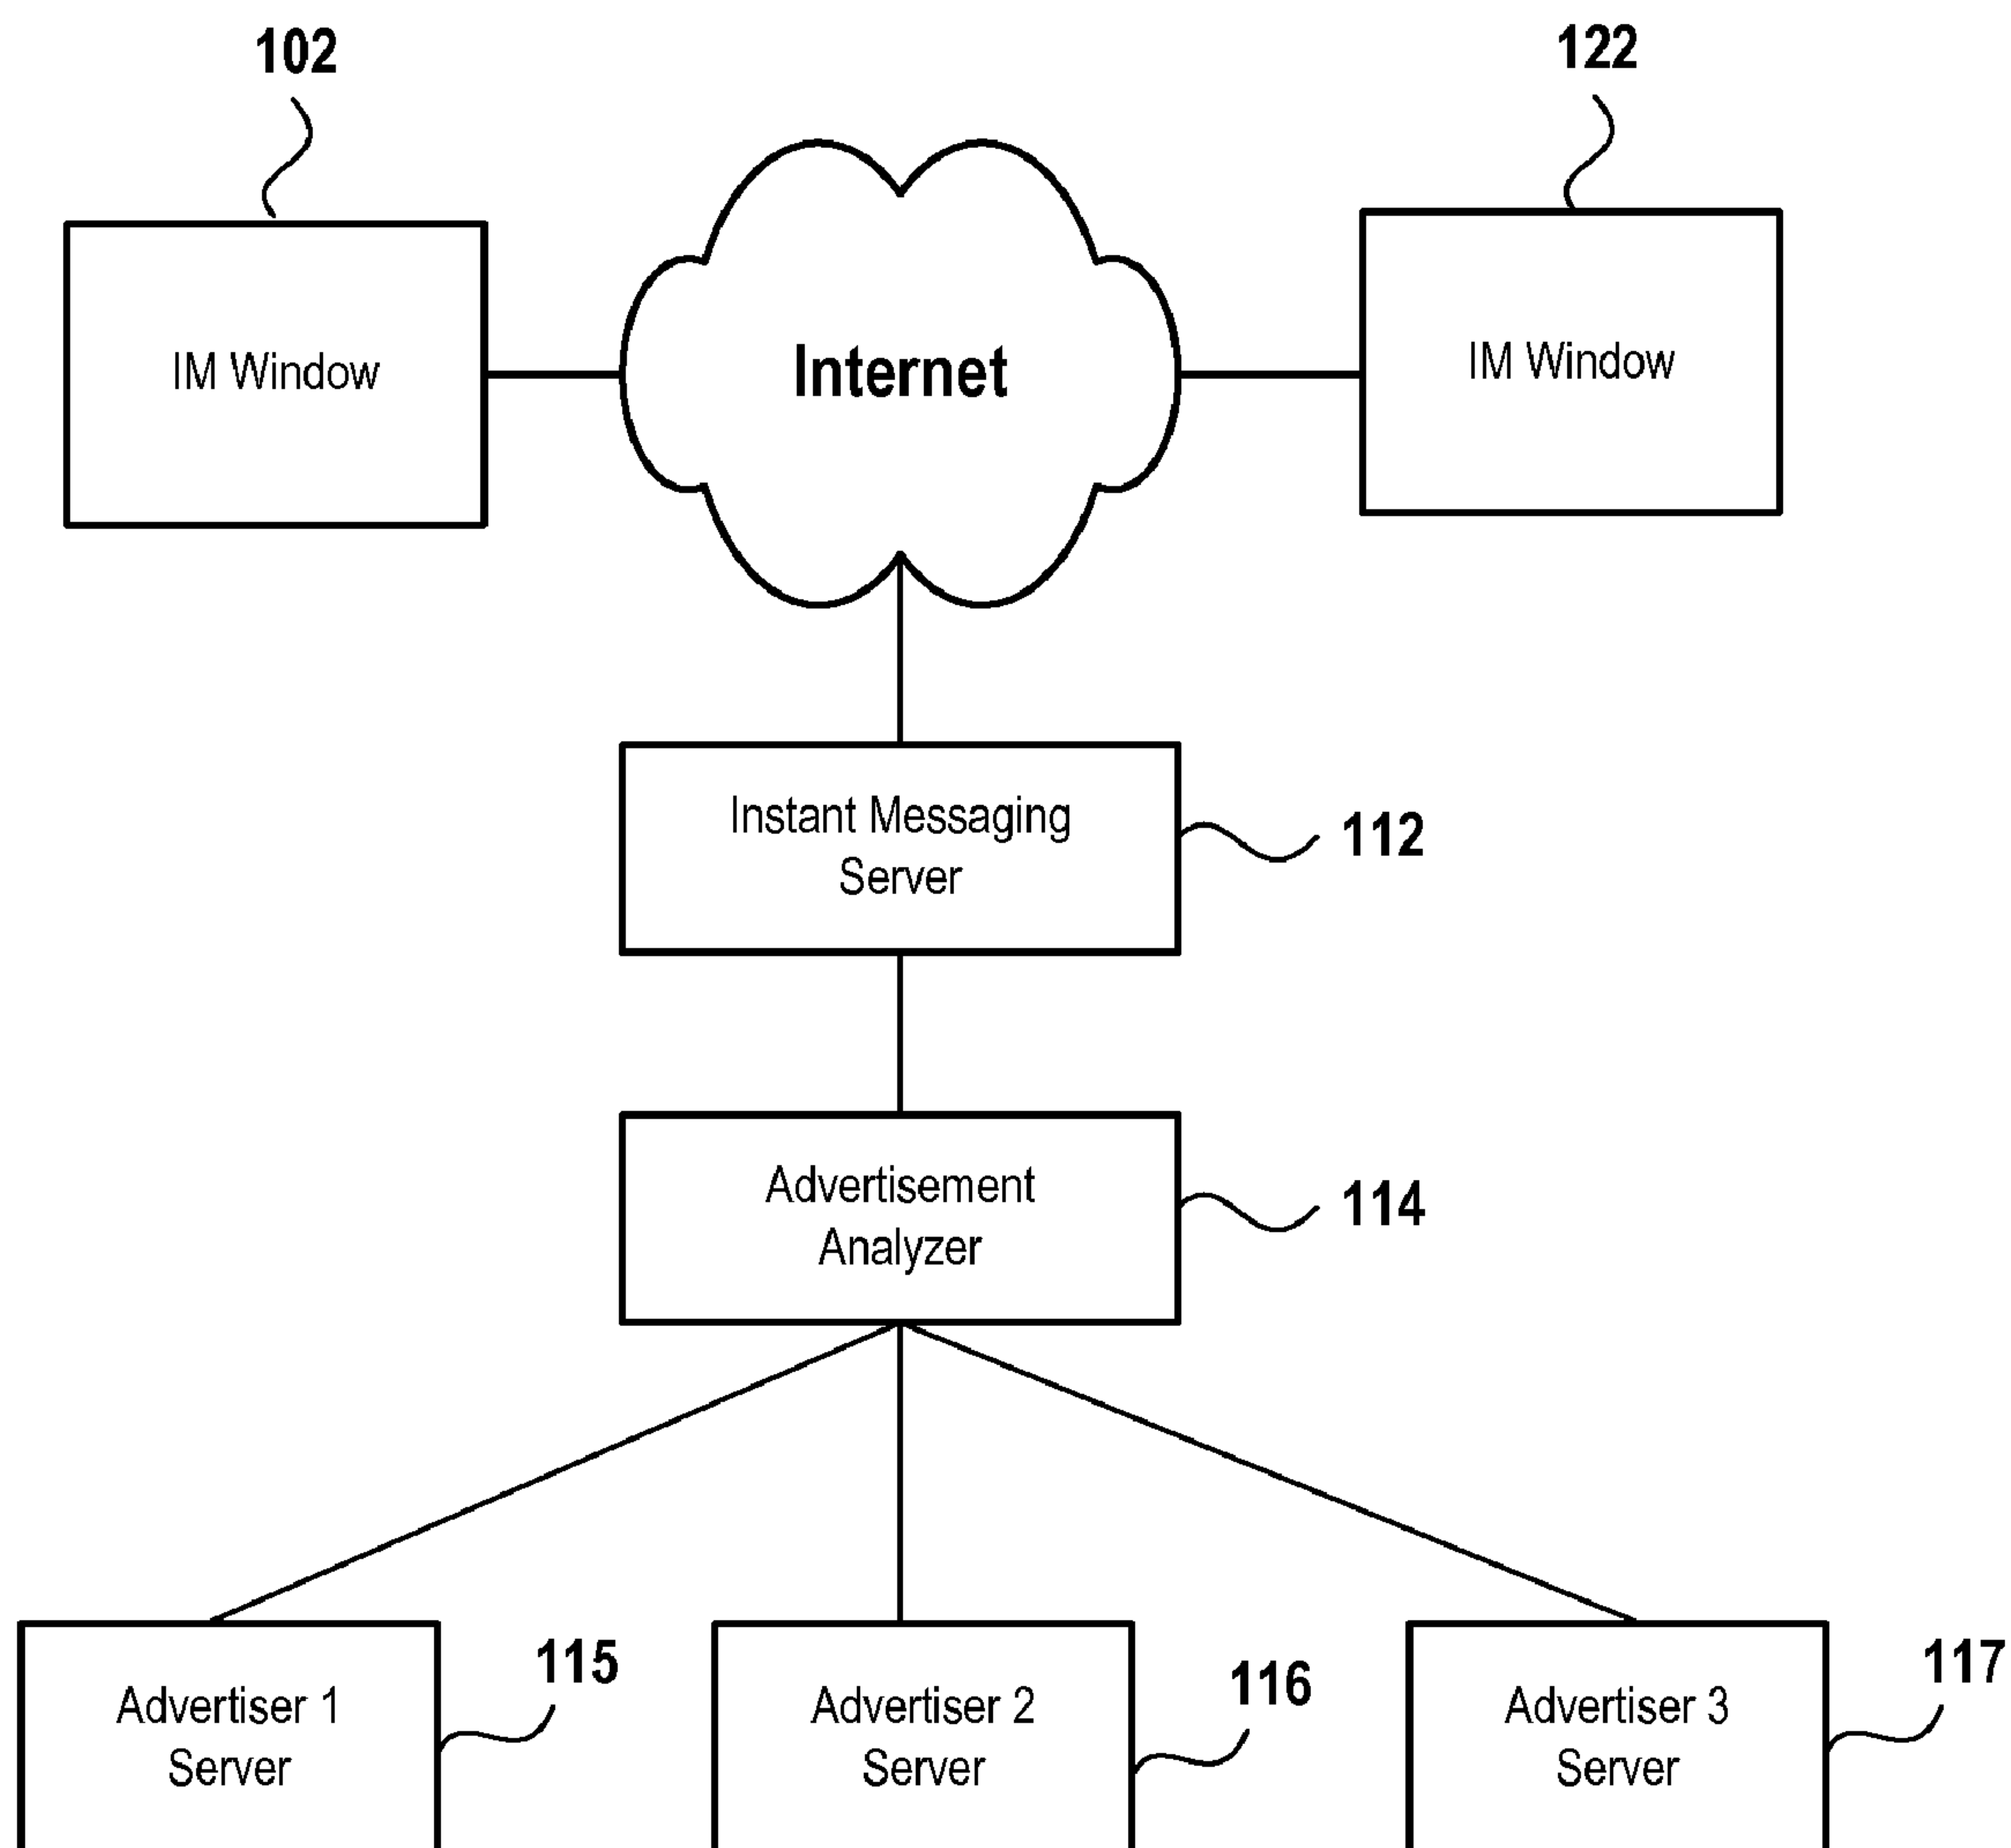 102
122
IM Window
Internet
IM Window
Instant Messaging
Server
112
Advertisement
Analyzer
114
Advertiser 1
Server
115
Advertiser 2
Server
116
Advertiser 3
Server
117